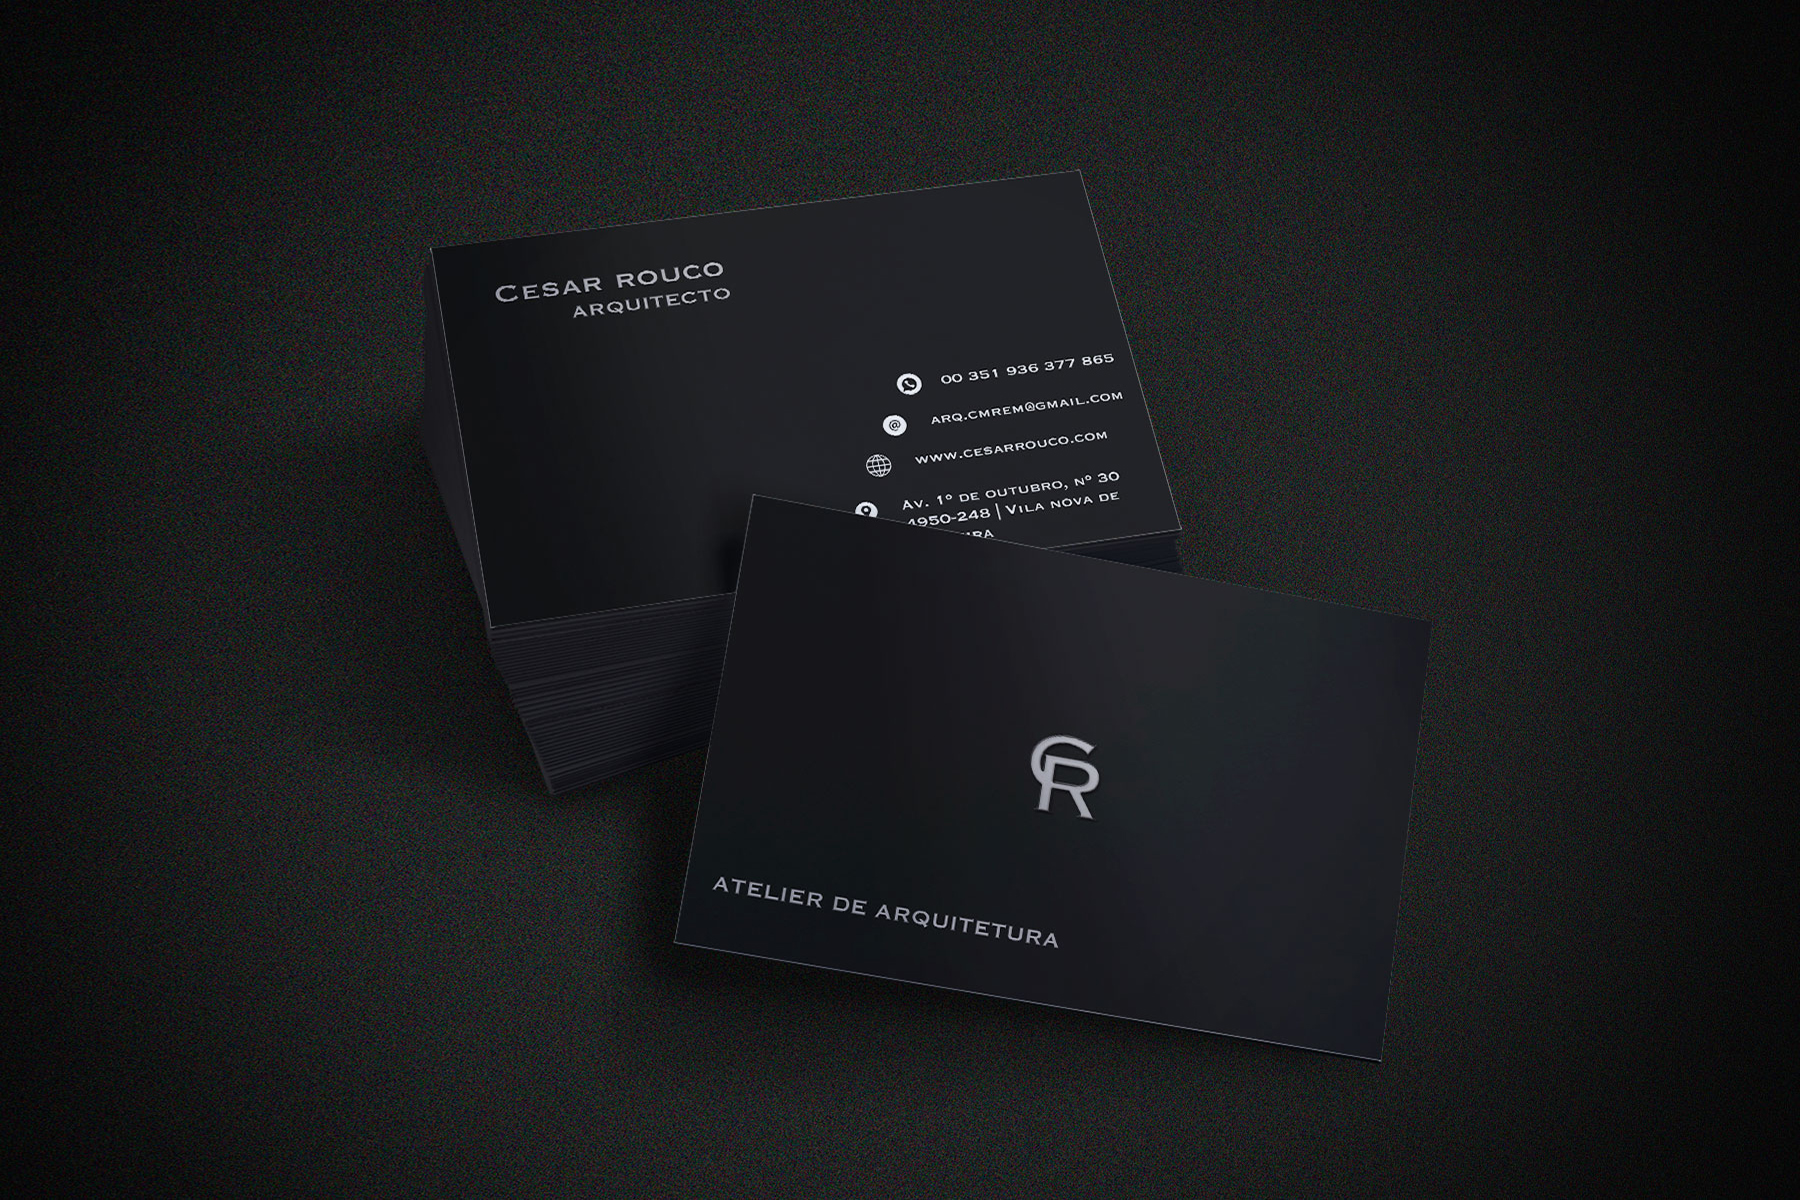 Cesar rouco
arquitecto
00 351 936 377 865
arq.cmrem@gmail.com
www.cesarrouco.com
Av. 1º de outubro, nº 30
4950-248 | Vila nova de
CR
ATELIER DE ARQUITETURA